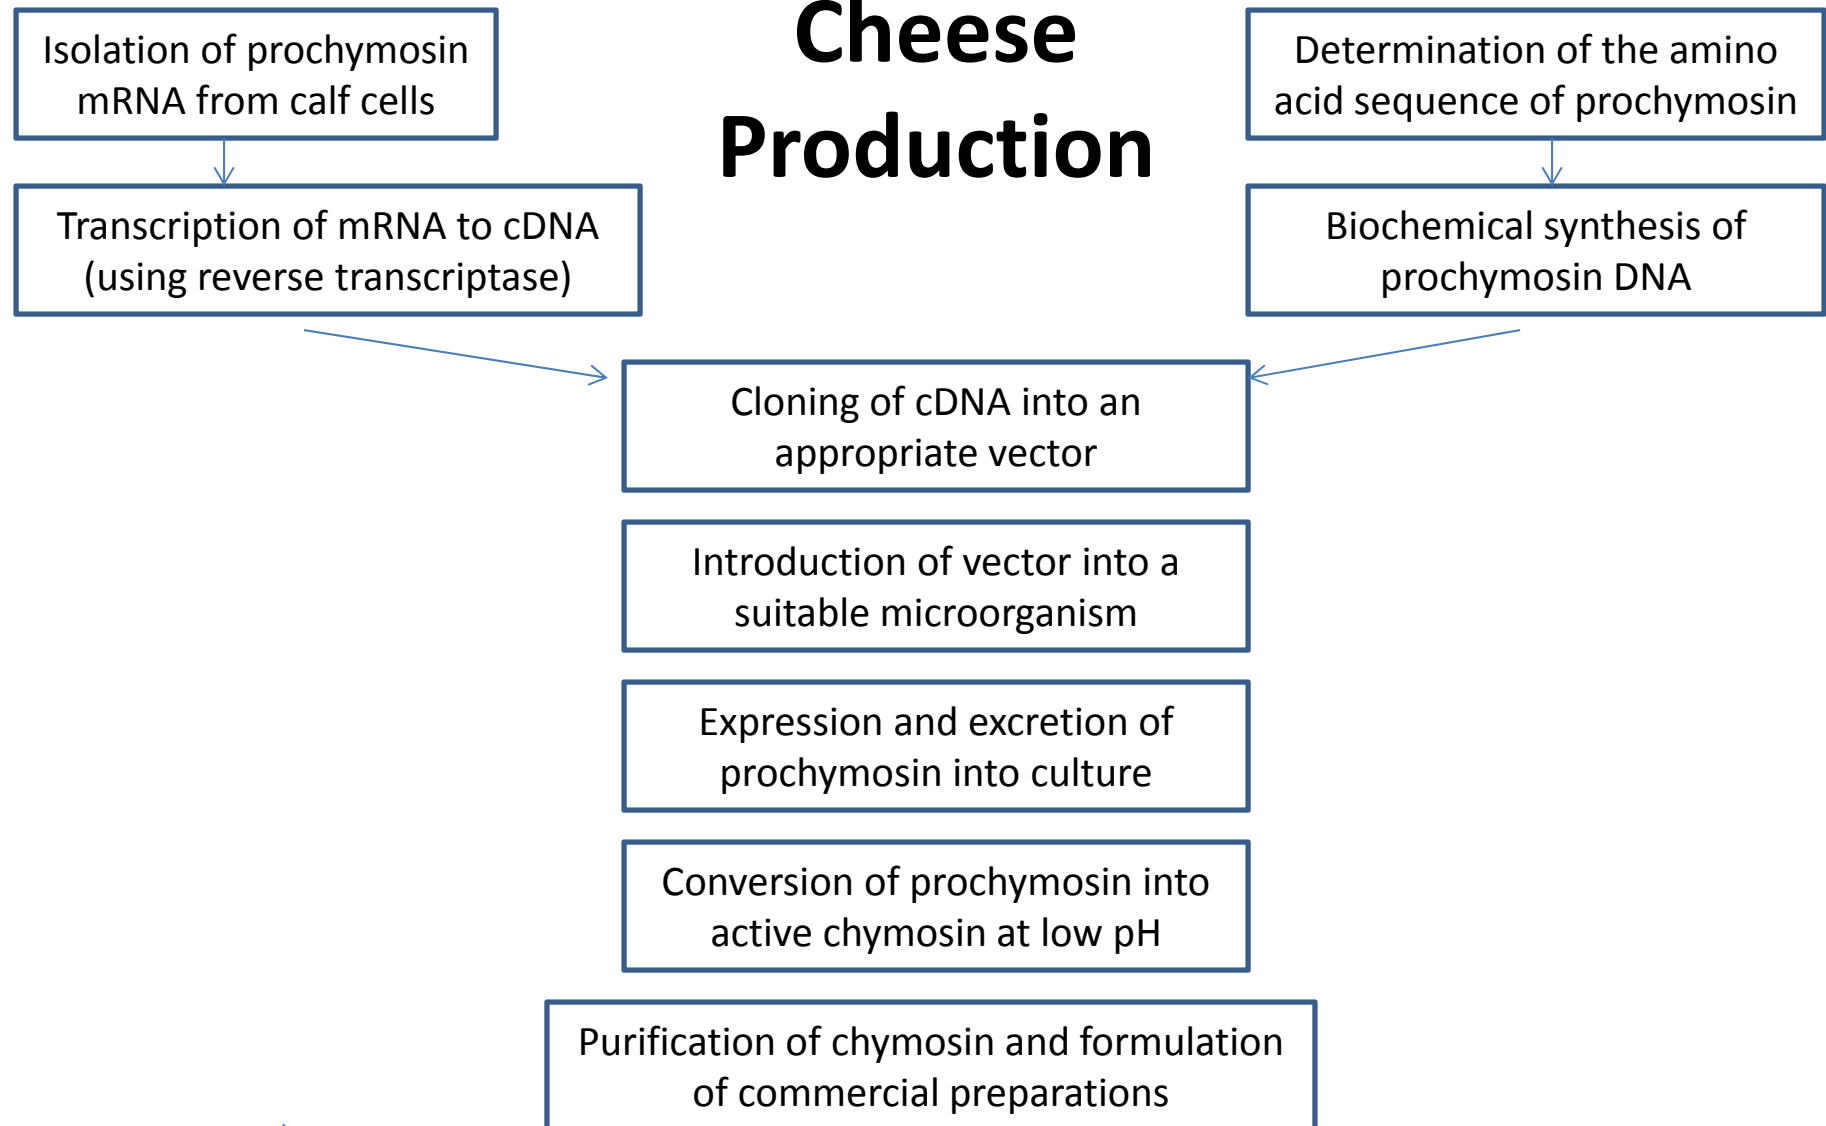 Cheese
Production
Isolation of prochymosin
mRNA from calf cells
Determination of the amino
acid sequence of prochymosin
Transcription of mRNA to cDNA
(using reverse transcriptase)
Biochemical synthesis of
prochymosin DNA
Cloning of cDNA into an
appropriate vector
Introduction of vector into a
suitable microorganism
Expression and excretion of
prochymosin into culture
Conversion of prochymosin into
active chymosin at low pH
Purification of chymosin and formulation
of commercial preparations